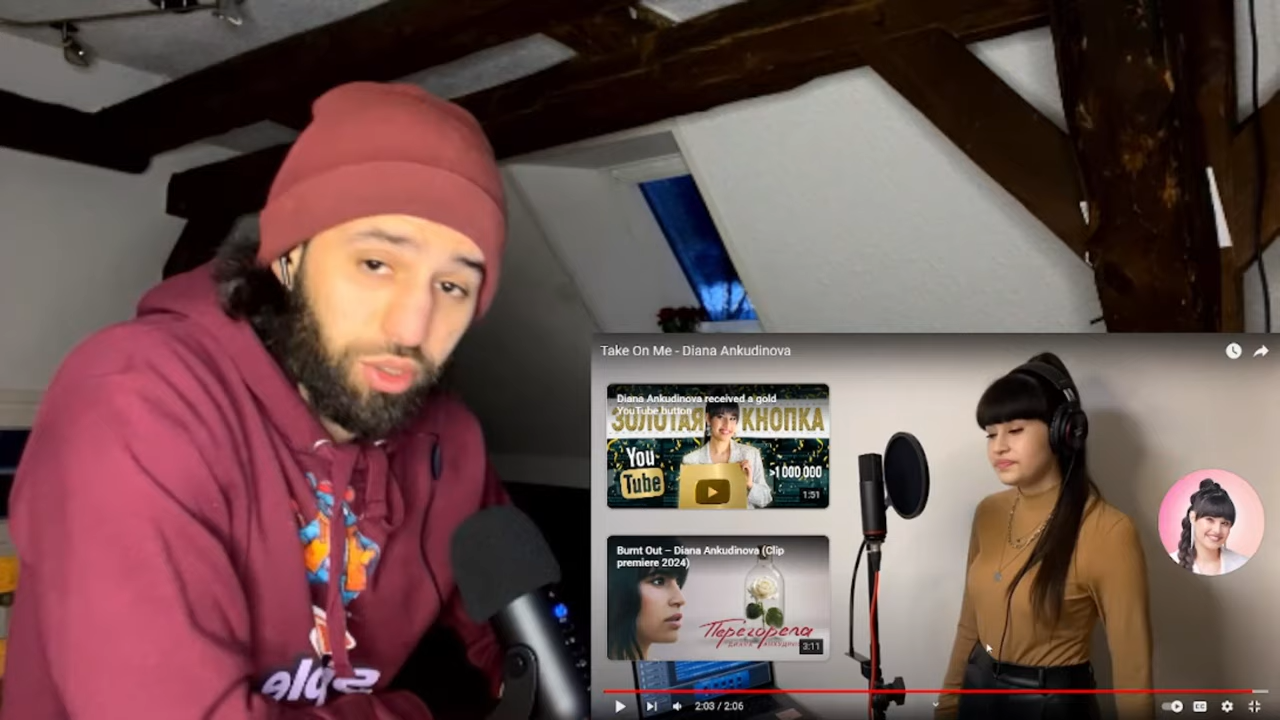 Take On Me - Diana Ankudinova
Diana Ankudinova received a gold
YouTube button
ЗОЛОТАЯ КНОПКА
You
Tube
>1 000 000
1:51
Burnt Out – Diana Ankudinova (Clip
premiere 2024)
Перегорела
3:11
2:03 / 2:06